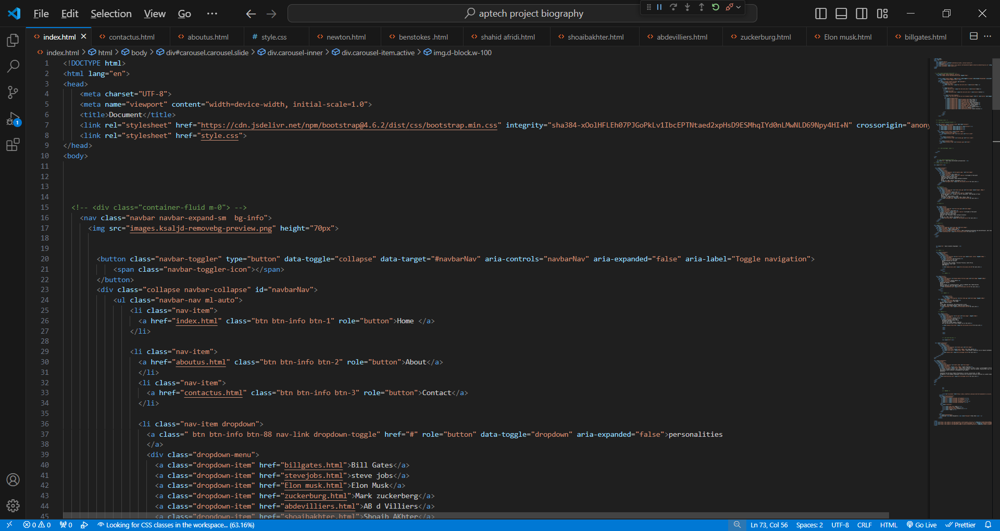 File Edit Selection View Go ··· aptech project biography
index.html contactus.html aboutus.html # style.css newton.html benstokes .html shahid afridi.html shoaibakhter.html abdevilliers.html zuckerburg.html Elon musk.html billgates.html
index.html > html > body > div#carousel.carousel.slide > div.carousel-inner > div.carousel-item.active > img.d-block.w-100
1 <!DOCTYPE html>
2 <html lang="en">
3 <head>
4 <meta charset="UTF-8">
5 <meta name="viewport" content="width=device-width, initial-scale=1.0">
6 <title>Document</title>
7 <link rel="stylesheet" href="https://cdn.jsdelivr.net/npm/bootstrap@4.6.2/dist/css/bootstrap.min.css" integrity="sha384-xOolHFLEh07PJGoPkLv1IbcEPTNtaed2xpHsD9ESMhqIYd0nLMwNLD69Npy4HI+N" crossorigin="anony
8 <link rel="stylesheet" href="style.css">
9 </head>
10 <body>
11
12
13
14
15 <!-- <div class="container-fluid m-0"> -->
16 <nav class="navbar navbar-expand-sm  bg-info">
17 <img src="images.ksaljd-removebg-preview.png" height="70px">
18
19
20 <button class="navbar-toggler" type="button" data-toggle="collapse" data-target="#navbarNav" aria-controls="navbarNav" aria-expanded="false" aria-label="Toggle navigation">
21 <span class="navbar-toggler-icon"></span>
22 </button>
23 <div class="collapse navbar-collapse" id="navbarNav">
24 <ul class="navbar-nav ml-auto">
25 <li class="nav-item">
26 <a href="index.html" class="btn btn-info btn-1" role="button">Home </a>
27 </li>
28
29 <li class="nav-item">
30 <a href="aboutus.html" class="btn btn-info btn-2" role="button">About</a>
31 </li>
32 <li class="nav-item">
33 <a href="contactus.html" class="btn btn-info btn-3" role="button">Contact</a>
34 </li>
35
36 <li class="nav-item dropdown">
37 <a class=" btn btn-info btn-88 nav-link dropdown-toggle" href="#" role="button" data-toggle="dropdown" aria-expanded="false">personalities
38 </a>
39 <div class="dropdown-menu">
40 <a class="dropdown-item" href="billgates.html">Bill Gates</a>
41 <a class="dropdown-item" href="stevejobs.html">steve jobs</a>
42 <a class="dropdown-item" href="Elon musk.html">Elon Musk</a>
43 <a class="dropdown-item" href="zuckerburg.html">Mark zuckerberg</a>
44 <a class="dropdown-item" href="abdevilliers.html">AB d Villiers</a>
45 <a class="dropdown-item" href="shoaibakhter.html">Shoaib AKhter</a>
1
0 0 0 Looking for CSS classes in the workspace... (63.16%) Ln 73, Col 56 Spaces: 2 UTF-8 CRLF HTML Go Live Prettier